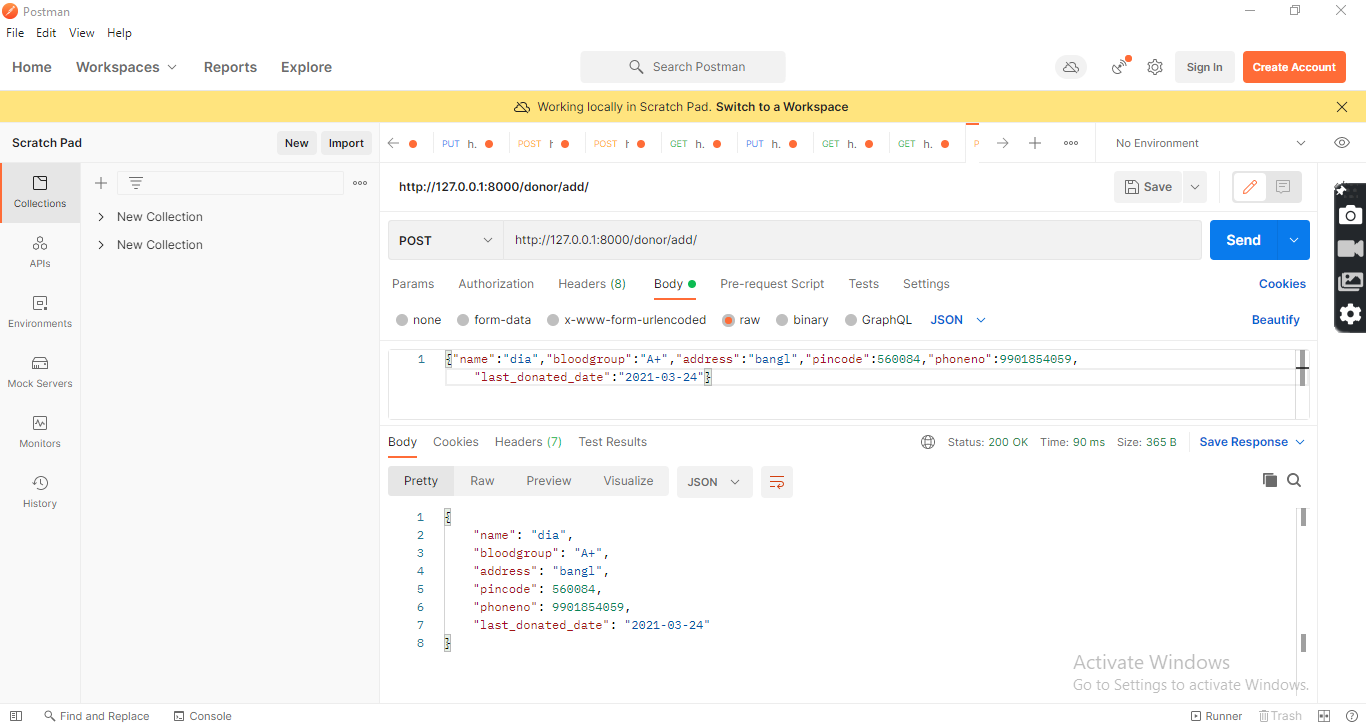 Postman
File Edit View Help
Home Workspaces Reports Explore Search Postman Sign In Create Account
Working locally in Scratch Pad. Switch to a Workspace
Scratch Pad New Import PUT h. POST h POST h GET h. PUT h. GET h. GET h. P No Environment
Collections
APIs
Environments
Mock Servers
Monitors
History
New Collection
New Collection
http://127.0.0.1:8000/donor/add/ Save
POST http://127.0.0.1:8000/donor/add/ Send
Params Authorization Headers (8) Body Pre-request Script Tests Settings Cookies
none form-data x-www-form-urlencoded raw binary GraphQL JSON Beautify
1 {"name":"dia","bloodgroup":"A+","address":"bangl","pincode":560084,"phoneno":9901854059,
"last_donated_date":"2021-03-24"}
Body Cookies Headers (7) Test Results Status: 200 OK Time: 90 ms Size: 365 B Save Response
Pretty Raw Preview Visualize JSON
1 {
2 "name": "dia",
3 "bloodgroup": "A+",
4 "address": "bangl",
5 "pincode": 560084,
6 "phoneno": 9901854059,
7 "last_donated_date": "2021-03-24"
8 }
Activate Windows
Go to Settings to activate Windows.
Find and Replace Console Runner Trash